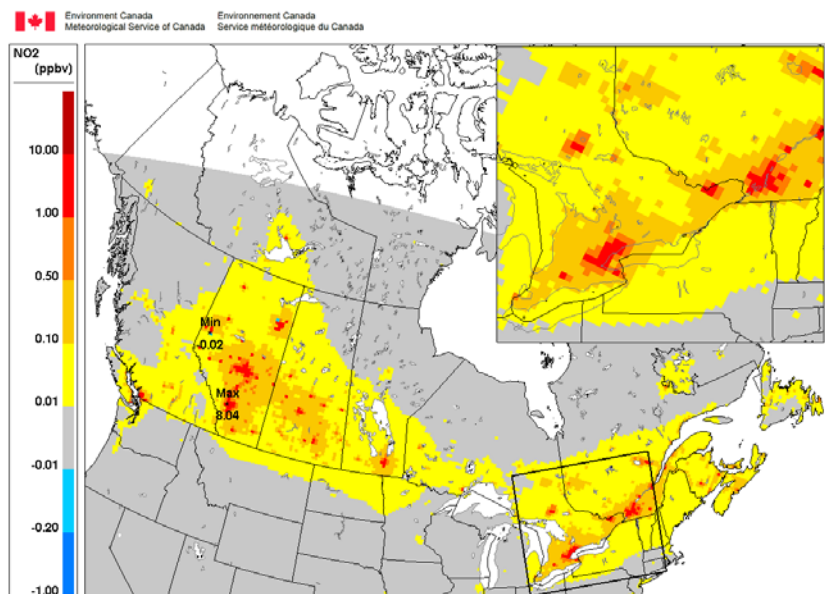 Environment Canada Environnement Canada
Meteorological Service of Canada Service météorologique du Canada
NO2
(ppbv)
10.00
1.00
0.50
0.10
0.01
-0.01
-0.20
-1.00
Min
-0.02
Max
8.04